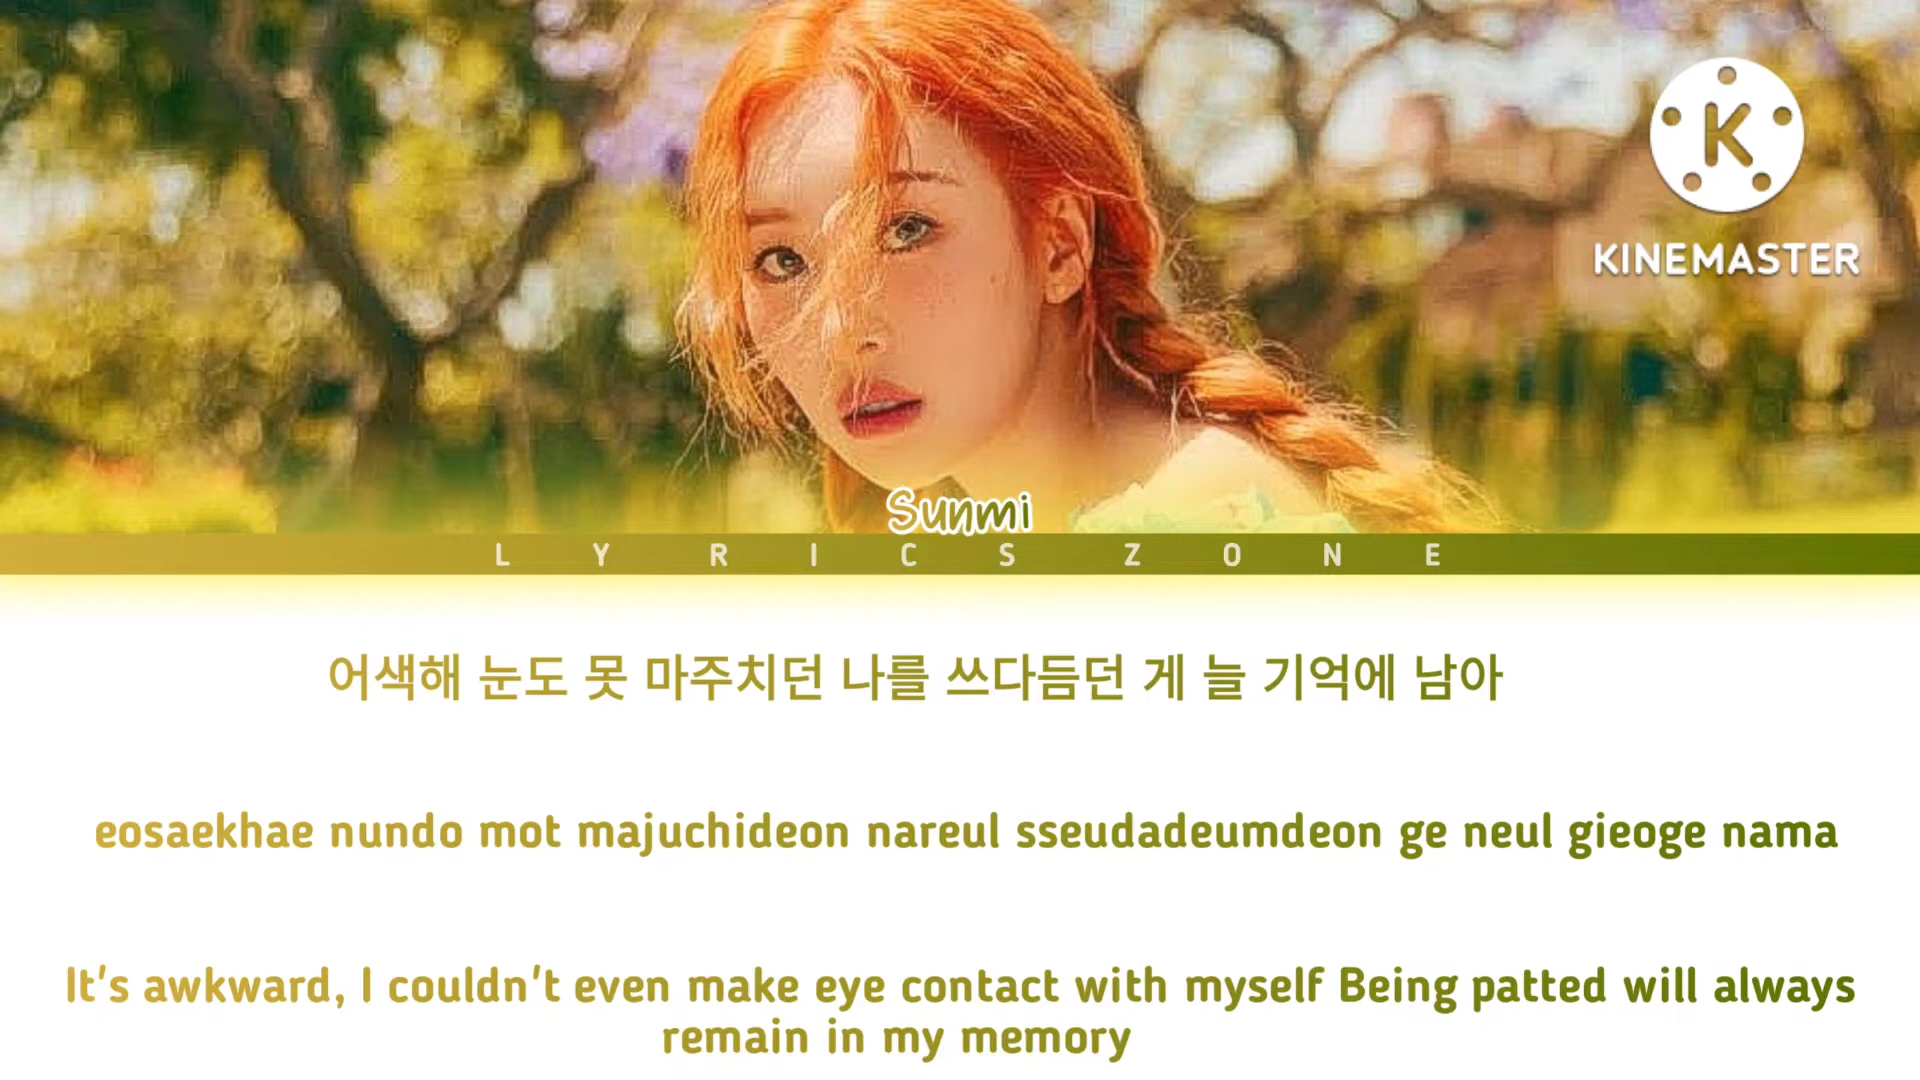 K
KINEMASTER
Sunmi
LYRICS ZONE
어색해 눈도 못 마주치던 나를 쓰다듬던 게 늘 기억에 남아
eosaekhae nundo mot majuchideon nareul sseudadeumdeon ge neul gieoge nama
It's awkward, I couldn't even make eye contact with myself Being patted will always
remain in my memory